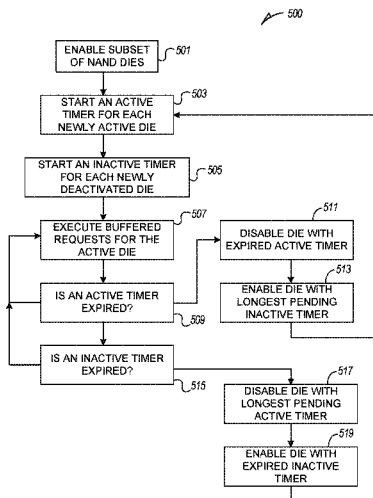 500
ENABLE SUBSET
OF NAND DIES
501
START AN ACTIVE
TIMER FOR EACH
NEWLY ACTIVE DIE
503
START AN INACTIVE TIMER
FOR EACH NEWLY
DEACTIVATED DIE
505
EXECUTE BUFFERED
REQUESTS FOR THE
ACTIVE DIE
507
IS AN ACTIVE TIMER
EXPIRED?
509
DISABLE DIE WITH
EXPIRED ACTIVE TIMER
511
ENABLE DIE WITH
LONGEST PENDING
INACTIVE TIMER
513
IS AN INACTIVE TIMER
EXPIRED?
515
DISABLE DIE WITH
LONGEST PENDING
ACTIVE TIMER
517
ENABLE DIE WITH
EXPIRED INACTIVE
TIMER
519